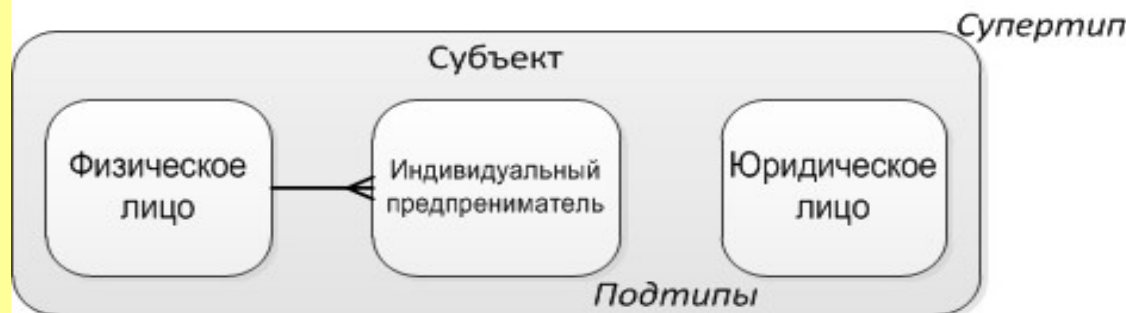 Супертип
Субъект
Физическое
лицо
Индивидуальный
предпрениматель
Юридическое
лицо
Подтипы